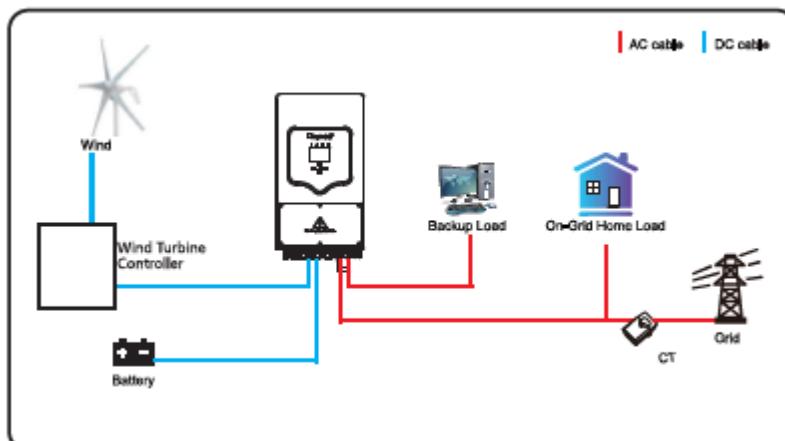 AC cable
DC cable
Wind
Wind Turbine
Controller
Backup Load
On-Grid Home Load
Battery
CT
Grid